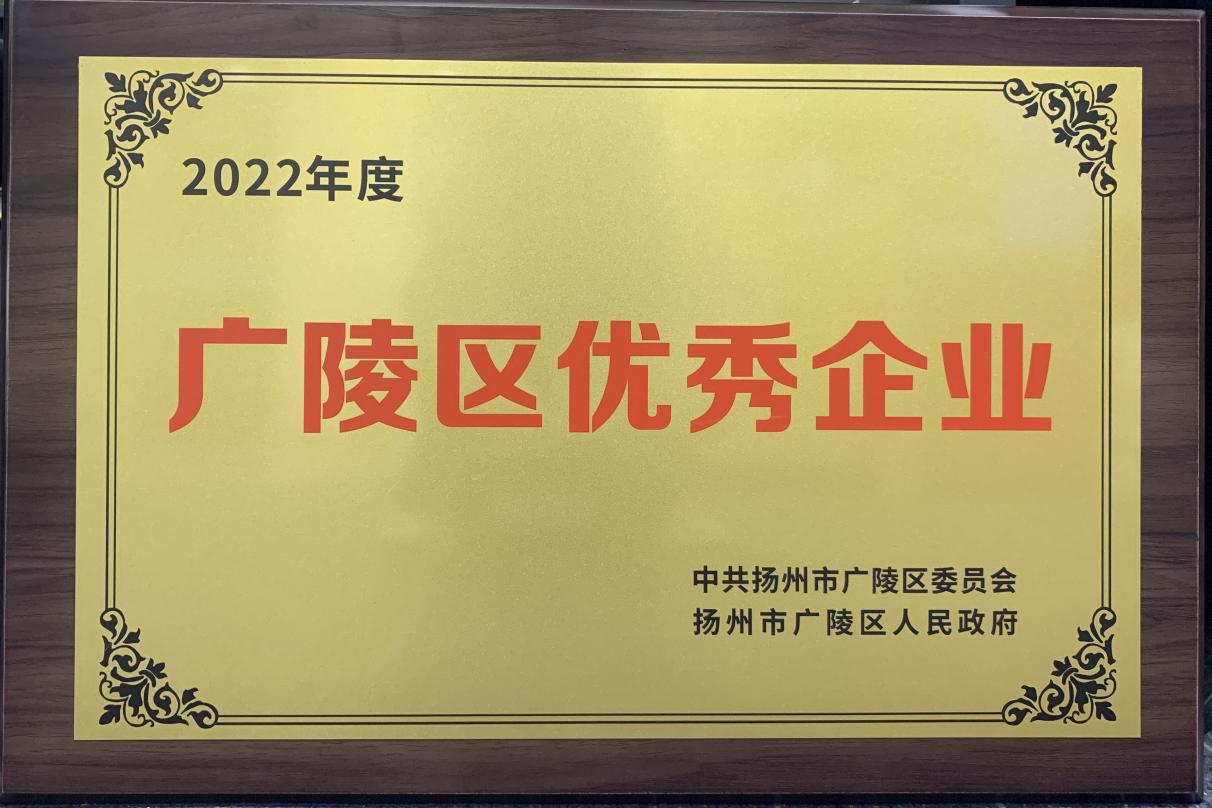 2022年度
广陵区优秀企业
中共扬州市广陵区委员会
扬州市广陵区人民政府